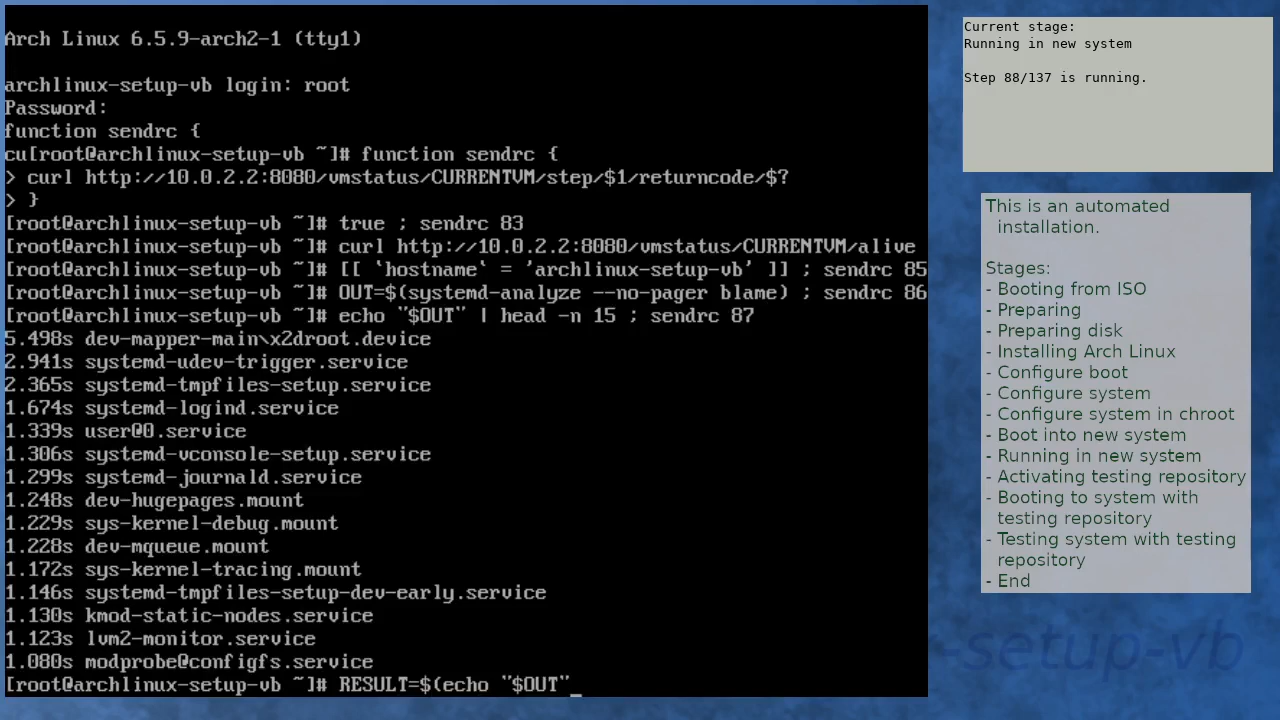 Arch Linux 6.5.9-arch2-1 (tty1)
archlinux-setup-vb login: root
Password:
function sendrc {
cu[root@archlinux-setup-vb ~]# function sendrc {
> curl http://10.0.2.2:8080/vmstatus/CURRENTVM/step/$1/returncode/$?
> }
[root@archlinux-setup-vb ~]# true ; sendrc 83
[root@archlinux-setup-vb ~]# curl http://10.0.2.2:8080/vmstatus/CURRENTVM/alive
[root@archlinux-setup-vb ~]# [[ `hostname` = 'archlinux-setup-vb' ]] ; sendrc 85
[root@archlinux-setup-vb ~]# OUT=$(systemd-analyze --no-pager blame) ; sendrc 86
[root@archlinux-setup-vb ~]# echo "$OUT" | head -n 15 ; sendrc 87
5.498s dev-mapper-main\x2droot.device
2.941s systemd-udev-trigger.service
2.365s systemd-tmpfiles-setup.service
1.674s systemd-logind.service
1.339s user@0.service
1.306s systemd-vconsole-setup.service
1.299s systemd-journald.service
1.248s dev-hugepages.mount
1.229s sys-kernel-debug.mount
1.228s dev-mqueue.mount
1.172s sys-kernel-tracing.mount
1.146s systemd-tmpfiles-setup-dev-early.service
1.130s kmod-static-nodes.service
1.123s lvm2-monitor.service
1.080s modprobe@configfs.service
[root@archlinux-setup-vb ~]# RESULT=$(echo "$OUT"_
Current stage:
Running in new system
Step 88/137 is running.
This is an automated
installation.
Stages:
- Booting from ISO
- Preparing
- Preparing disk
- Installing Arch Linux
- Configure boot
- Configure system
- Configure system in chroot
- Boot into new system
- Running in new system
- Activating testing repository
- Booting to system with
testing repository
- Testing system with testing
repository
- End
-setup-vb